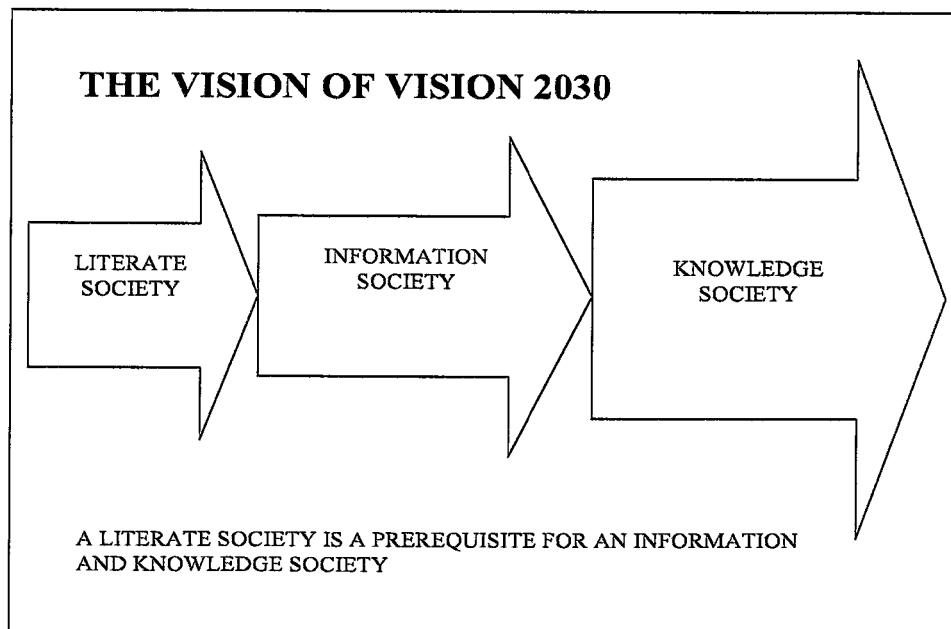 THE VISION OF VISION 2030
LITERATE
SOCIETY
INFORMATION
SOCIETY
KNOWLEDGE
SOCIETY
A LITERATE SOCIETY IS A PREREQUISITE FOR AN INFORMATION
AND KNOWLEDGE SOCIETY